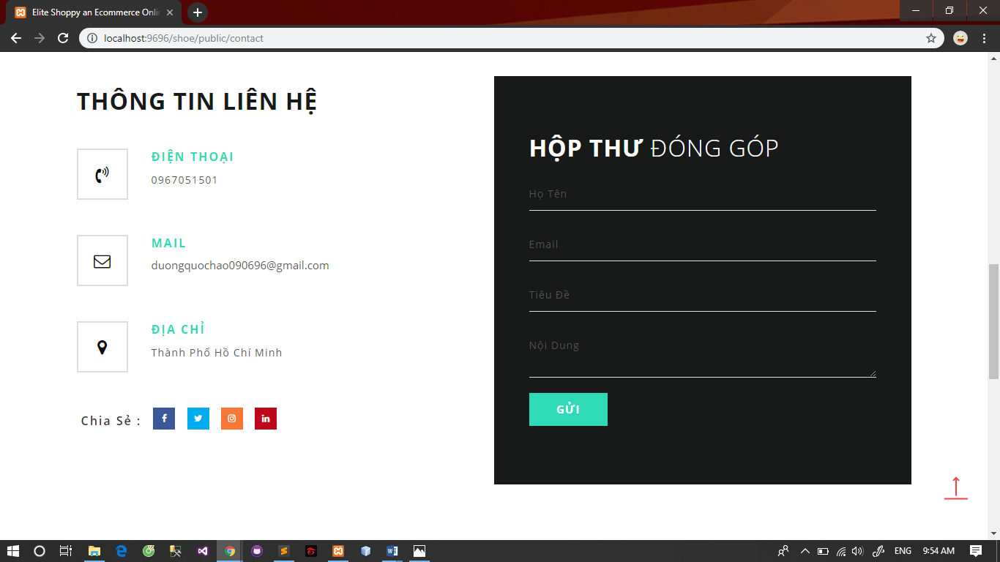 Elite Shoppy an Ecommerce Onli
localhost:9696/shoe/public/contact
THÔNG TIN LIÊN HỆ
ĐIỆN THOẠI
0967051501
MAIL
duongquochao090696@gmail.com
ĐỊA CHỈ
Thành Phố Hồ Chí Minh
Chia Sẻ :
HỘP THƯ ĐÓNG GÓP
Họ Tên
Email
Tiêu Đề
Nội Dung
GỬI
ENG
9:54 AM